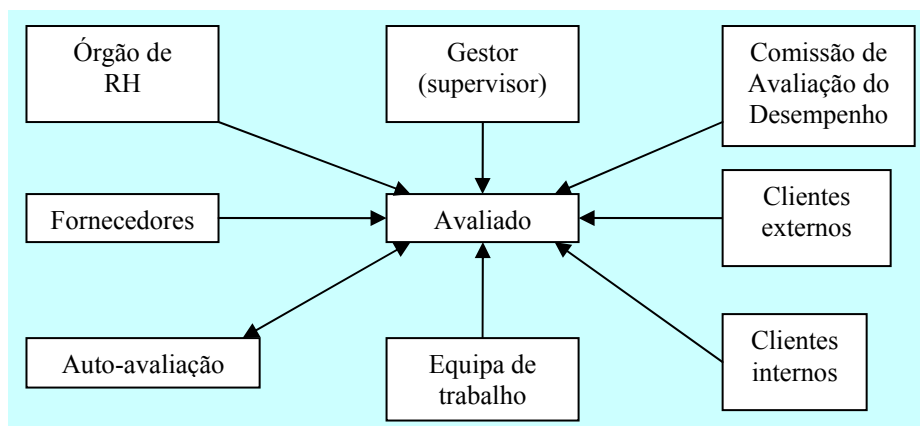 Órgão de
RH
Gestor
(supervisor)
Comissão de
Avaliação do
Desempenho
Fornecedores
Avaliado
Clientes
externos
Auto-avaliação
Equipa de
trabalho
Clientes
internos